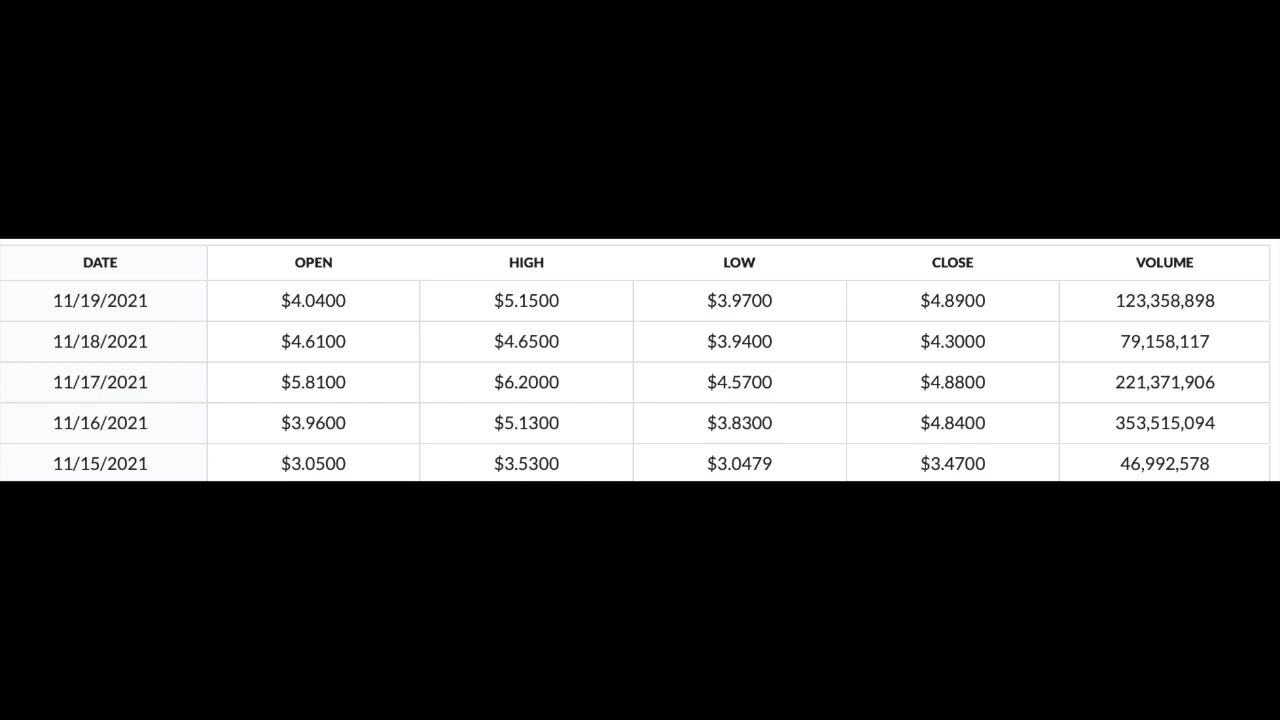 DATE OPEN HIGH LOW CLOSE VOLUME
11/19/2021 $4.0400 $5.1500 $3.9700 $4.8900 123,358,898
11/18/2021 $4.6100 $4.6500 $3.9400 $4.3000 79,158,117
11/17/2021 $5.8100 $6.2000 $4.5700 $4.8800 221,371,906
11/16/2021 $3.9600 $5.1300 $3.8300 $4.8400 353,515,094
11/15/2021 $3.0500 $3.5300 $3.0479 $3.4700 46,992,578